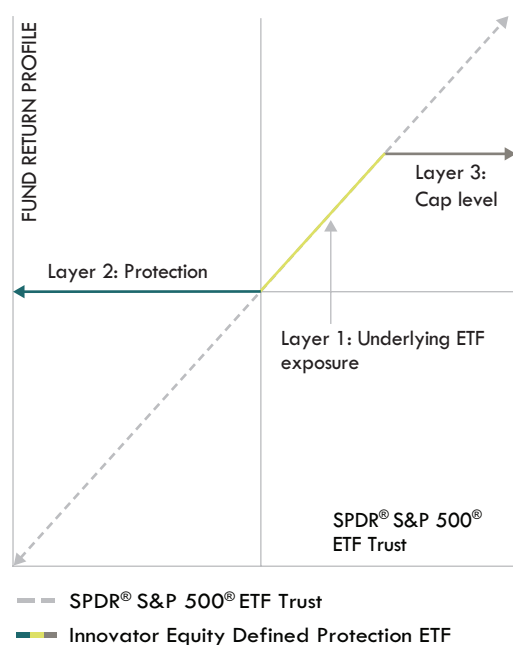 FUND RETURN PROFILE
Layer 3:
Cap level
Layer 2: Protection
Layer 1: Underlying ETF
exposure
SPDR® S&P 500®
ETF Trust
SPDR® S&P 500® ETF Trust
Innovator Equity Defined Protection ETF